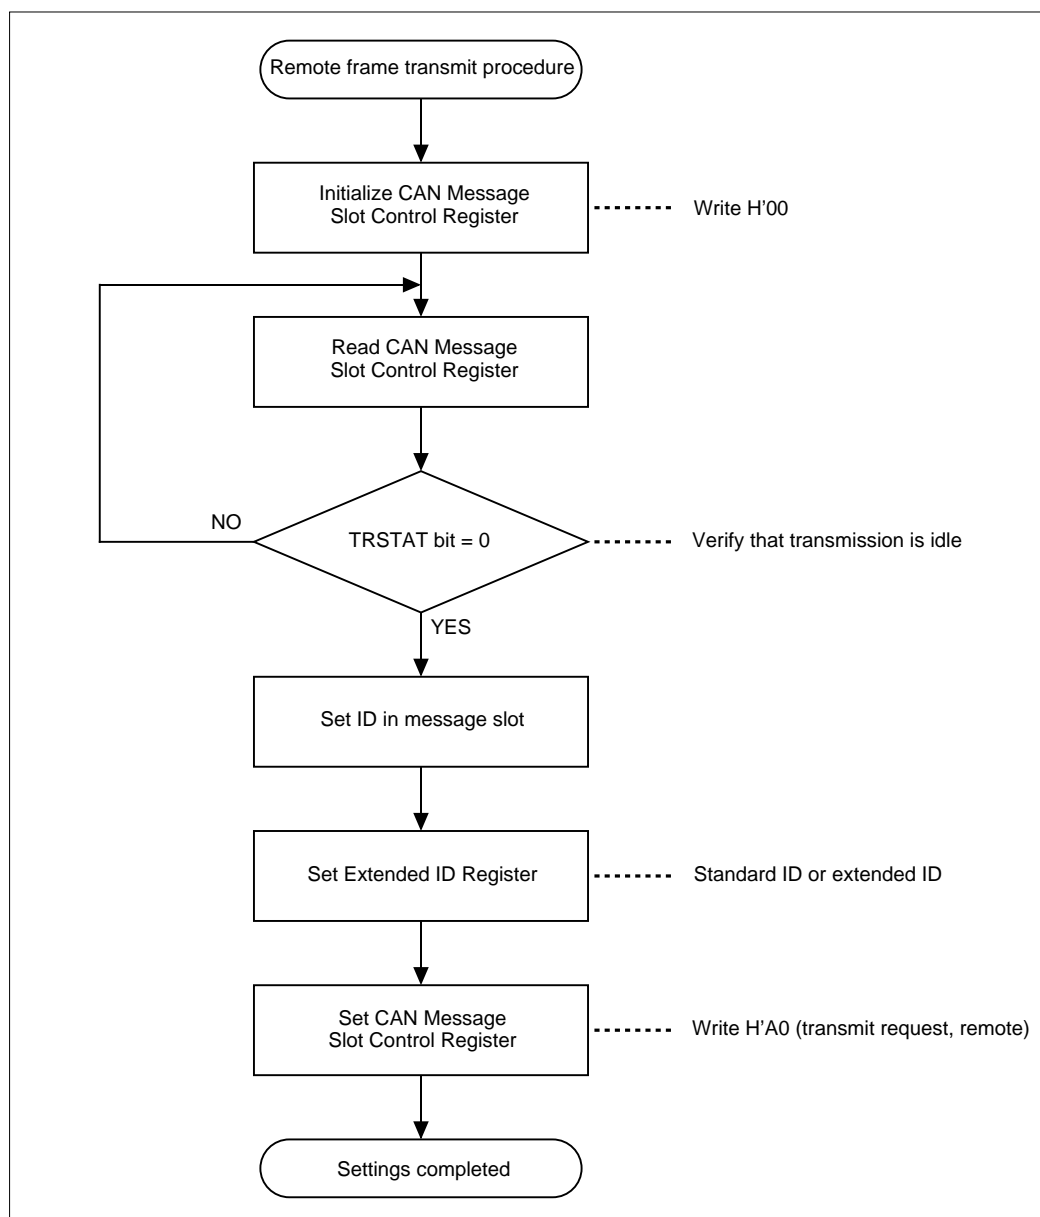 Remote frame transmit procedure
Initialize CAN Message
Slot Control Register
Write H'00
Read CAN Message
Slot Control Register
NO
TRSTAT bit = 0
Verify that transmission is idle
YES
Set ID in message slot
Set Extended ID Register
Standard ID or extended ID
Set CAN Message
Slot Control Register
Write H'A0 (transmit request, remote)
Settings completed